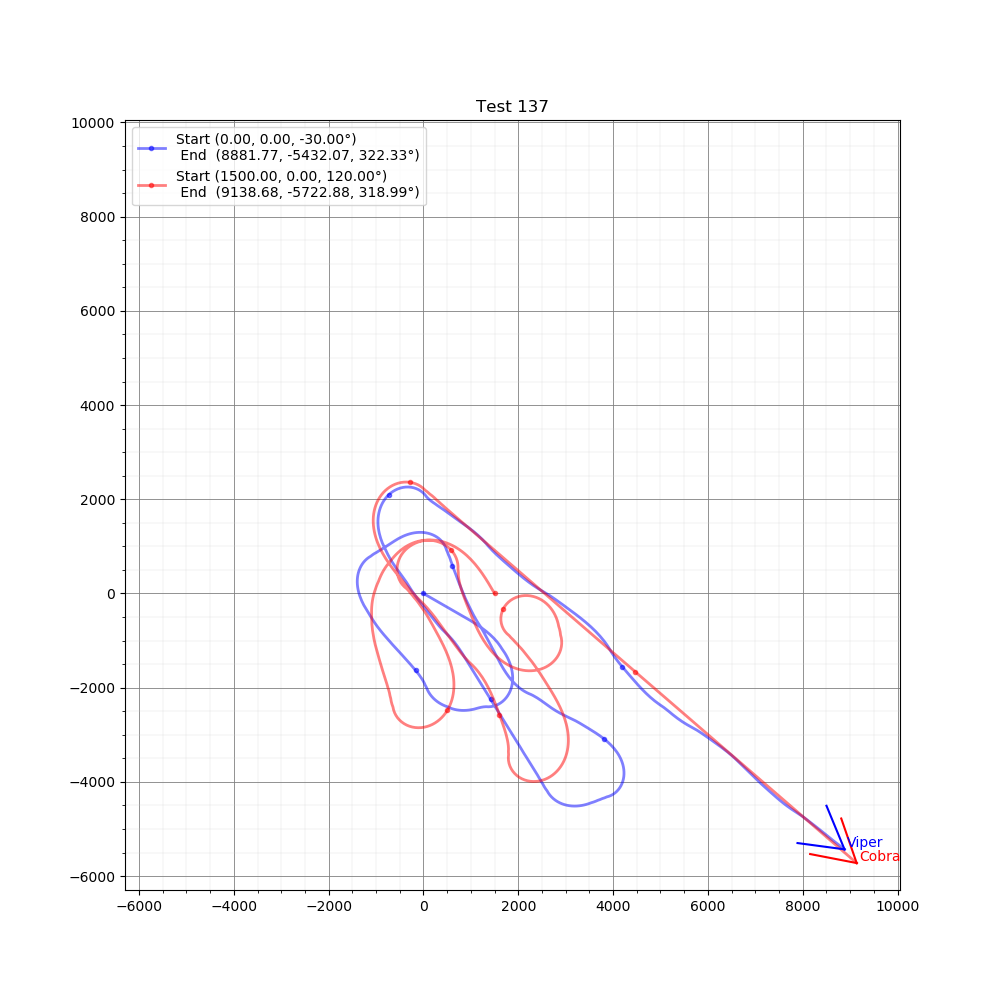 Test 137
Start (0.00, 0.00, -30.00°)
End (8881.77, -5432.07, 322.33°)
Start (1500.00, 0.00, 120.00°)
End (9138.68, -5722.88, 318.99°)
10000
8000
6000
4000
2000
0
−2000
−4000
−6000
Viper
Cobra
−6000 −4000 −2000 0 2000 4000 6000 8000 10000